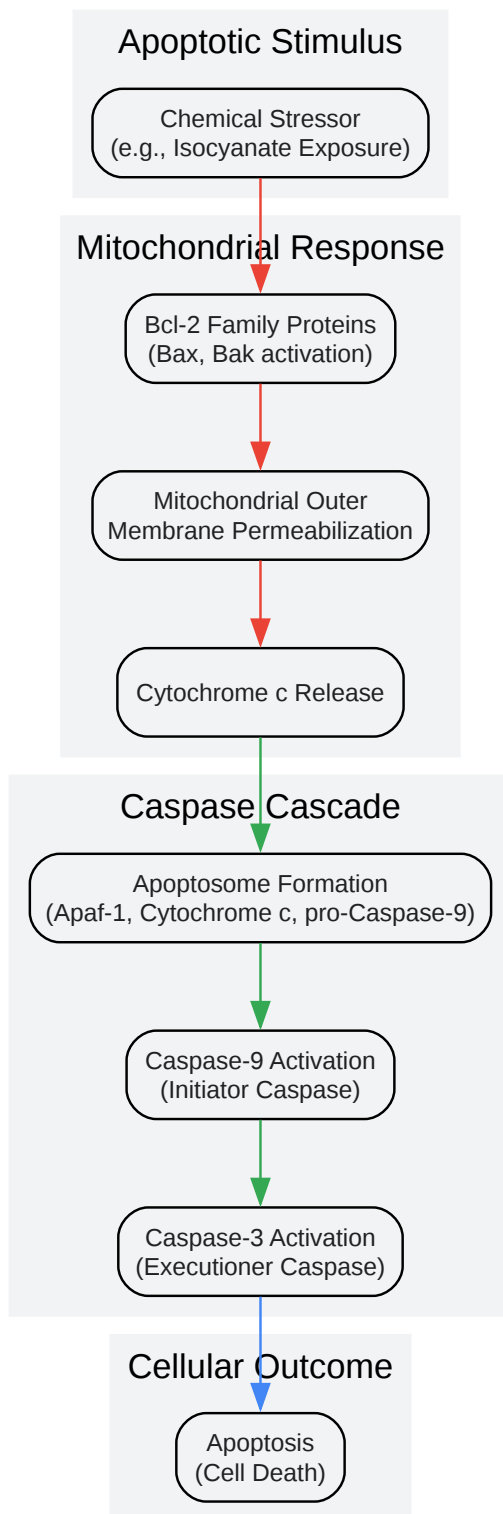 Apoptotic Stimulus
Chemical Stressor
(e.g., Isocyanate Exposure)
Mitochondrial Response
Bcl-2 Family Proteins
(Bax, Bak activation)
Mitochondrial Outer
Membrane Permeabilization
Cytochrome c Release
Caspase Cascade
Apoptosome Formation
(Apaf-1, Cytochrome c, pro-Caspase-9)
Caspase-9 Activation
(Initiator Caspase)
Caspase-3 Activation
(Executioner Caspase)
Cellular Outcome
Apoptosis
(Cell Death)